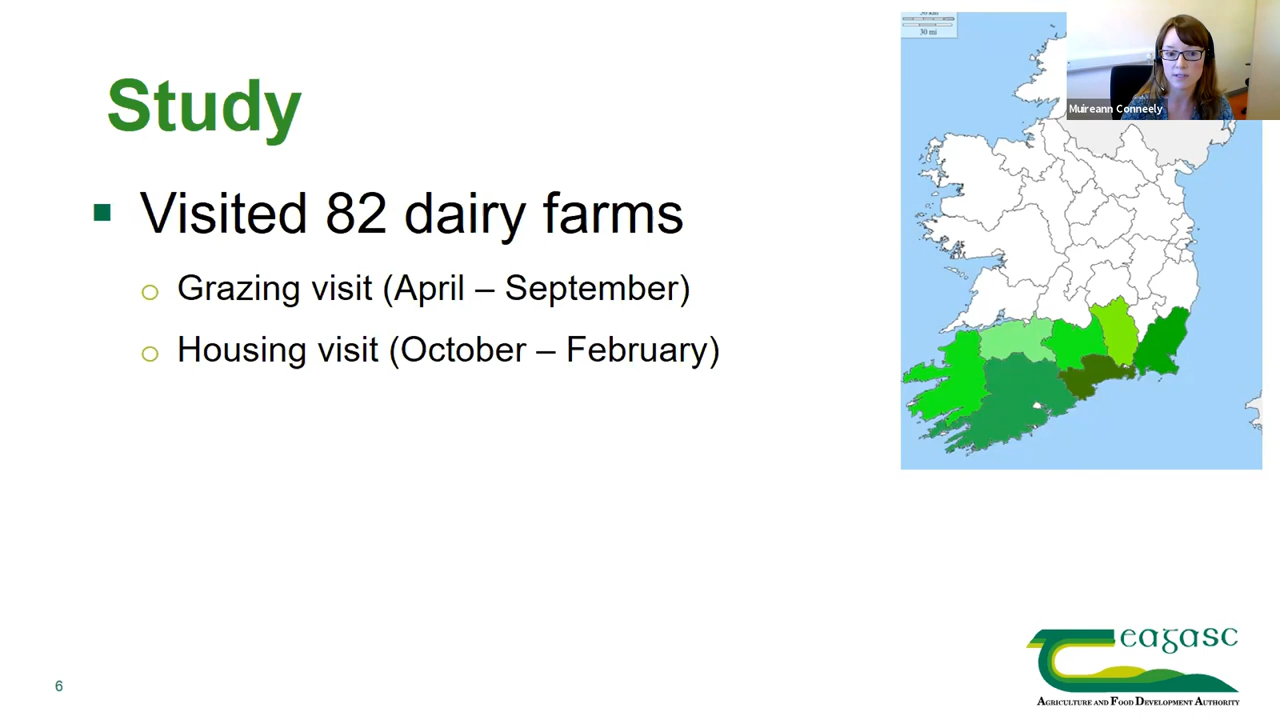 30 mi
Muireann Conneely
Study
Visited 82 dairy farms
Grazing visit (April – September)
Housing visit (October – February)
6
eagasc
AGRICULTURE AND FOOD DEVELOPMENT AUTHORITY